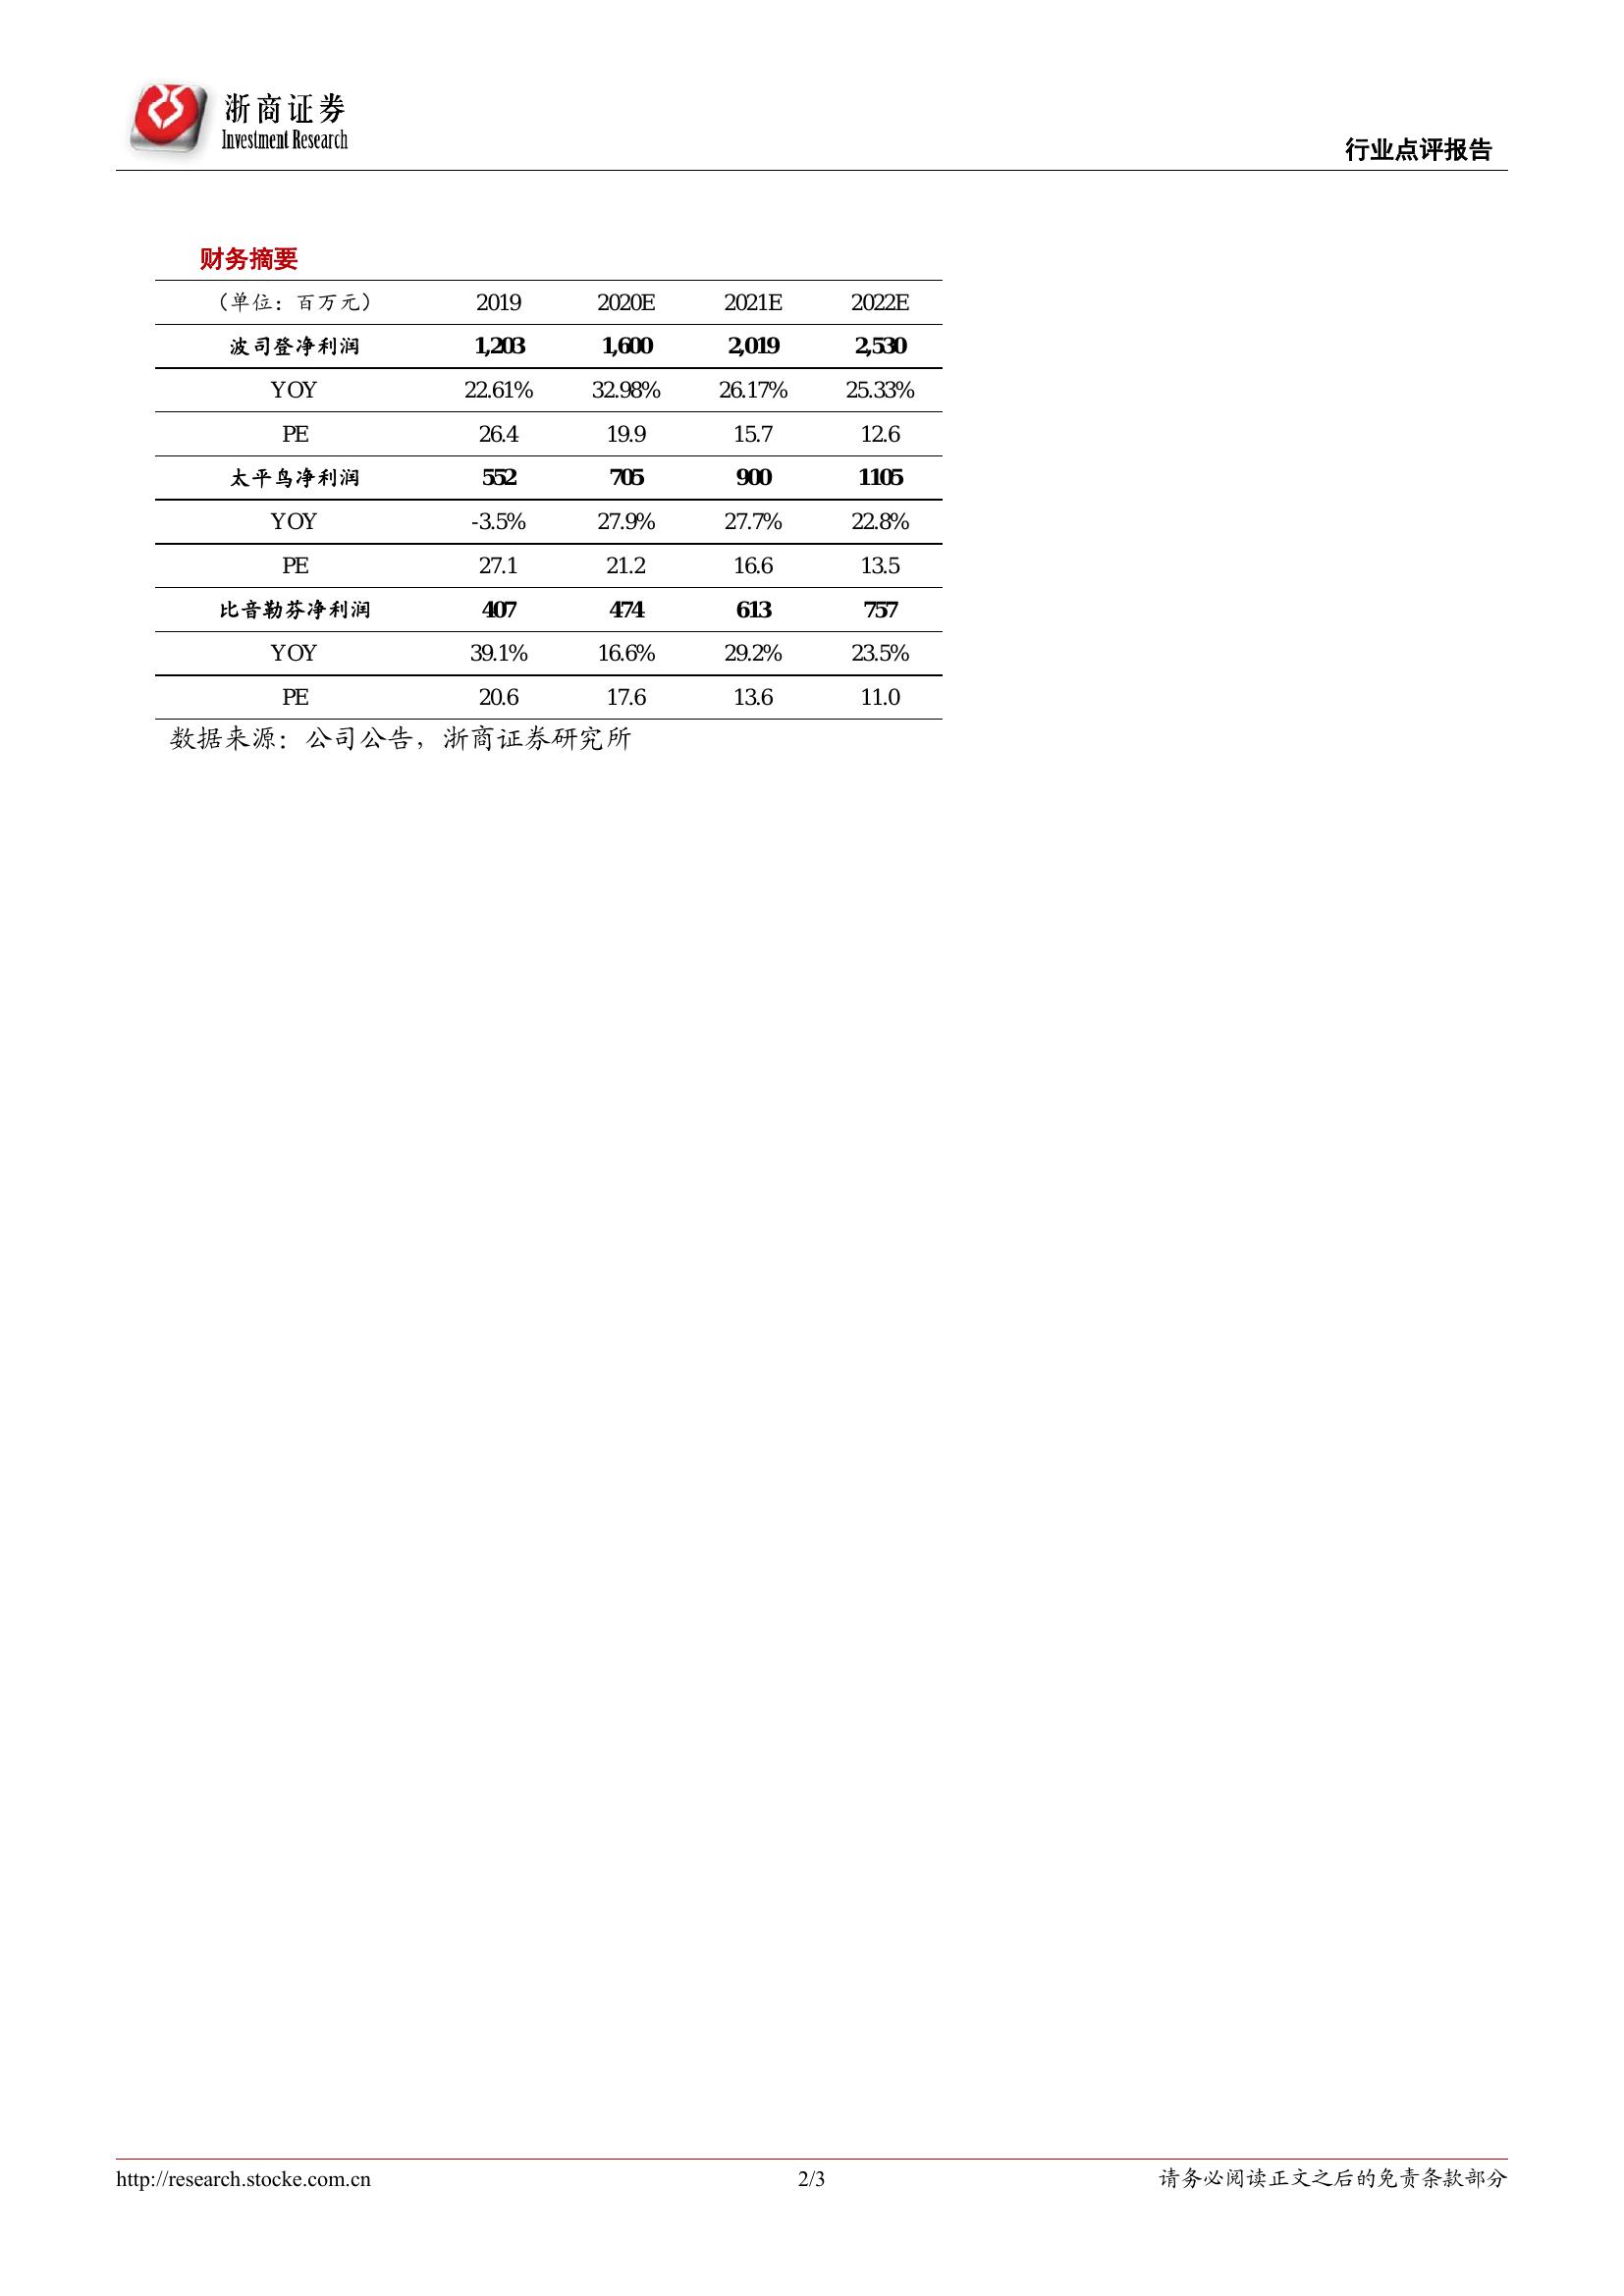 浙商证券
Investment Research
行业点评报告
财务摘要
（单位：百万元） 2019 2020E 2021E 2022E
波司登净利润 1,203 1,600 2,019 2,530
YOY 22.61% 32.98% 26.17% 25.33%
PE 26.4 19.9 15.7 12.6
太平鸟净利润 552 705 900 1105
YOY -3.5% 27.9% 27.7% 22.8%
PE 27.1 21.2 16.6 13.5
比音勒芬净利润 407 474 613 757
YOY 39.1% 16.6% 29.2% 23.5%
PE 20.6 17.6 13.6 11.0
数据来源：公司公告，浙商证券研究所
http://research.stocke.com.cn 2/3 请务必阅读正文之后的免责条款部分